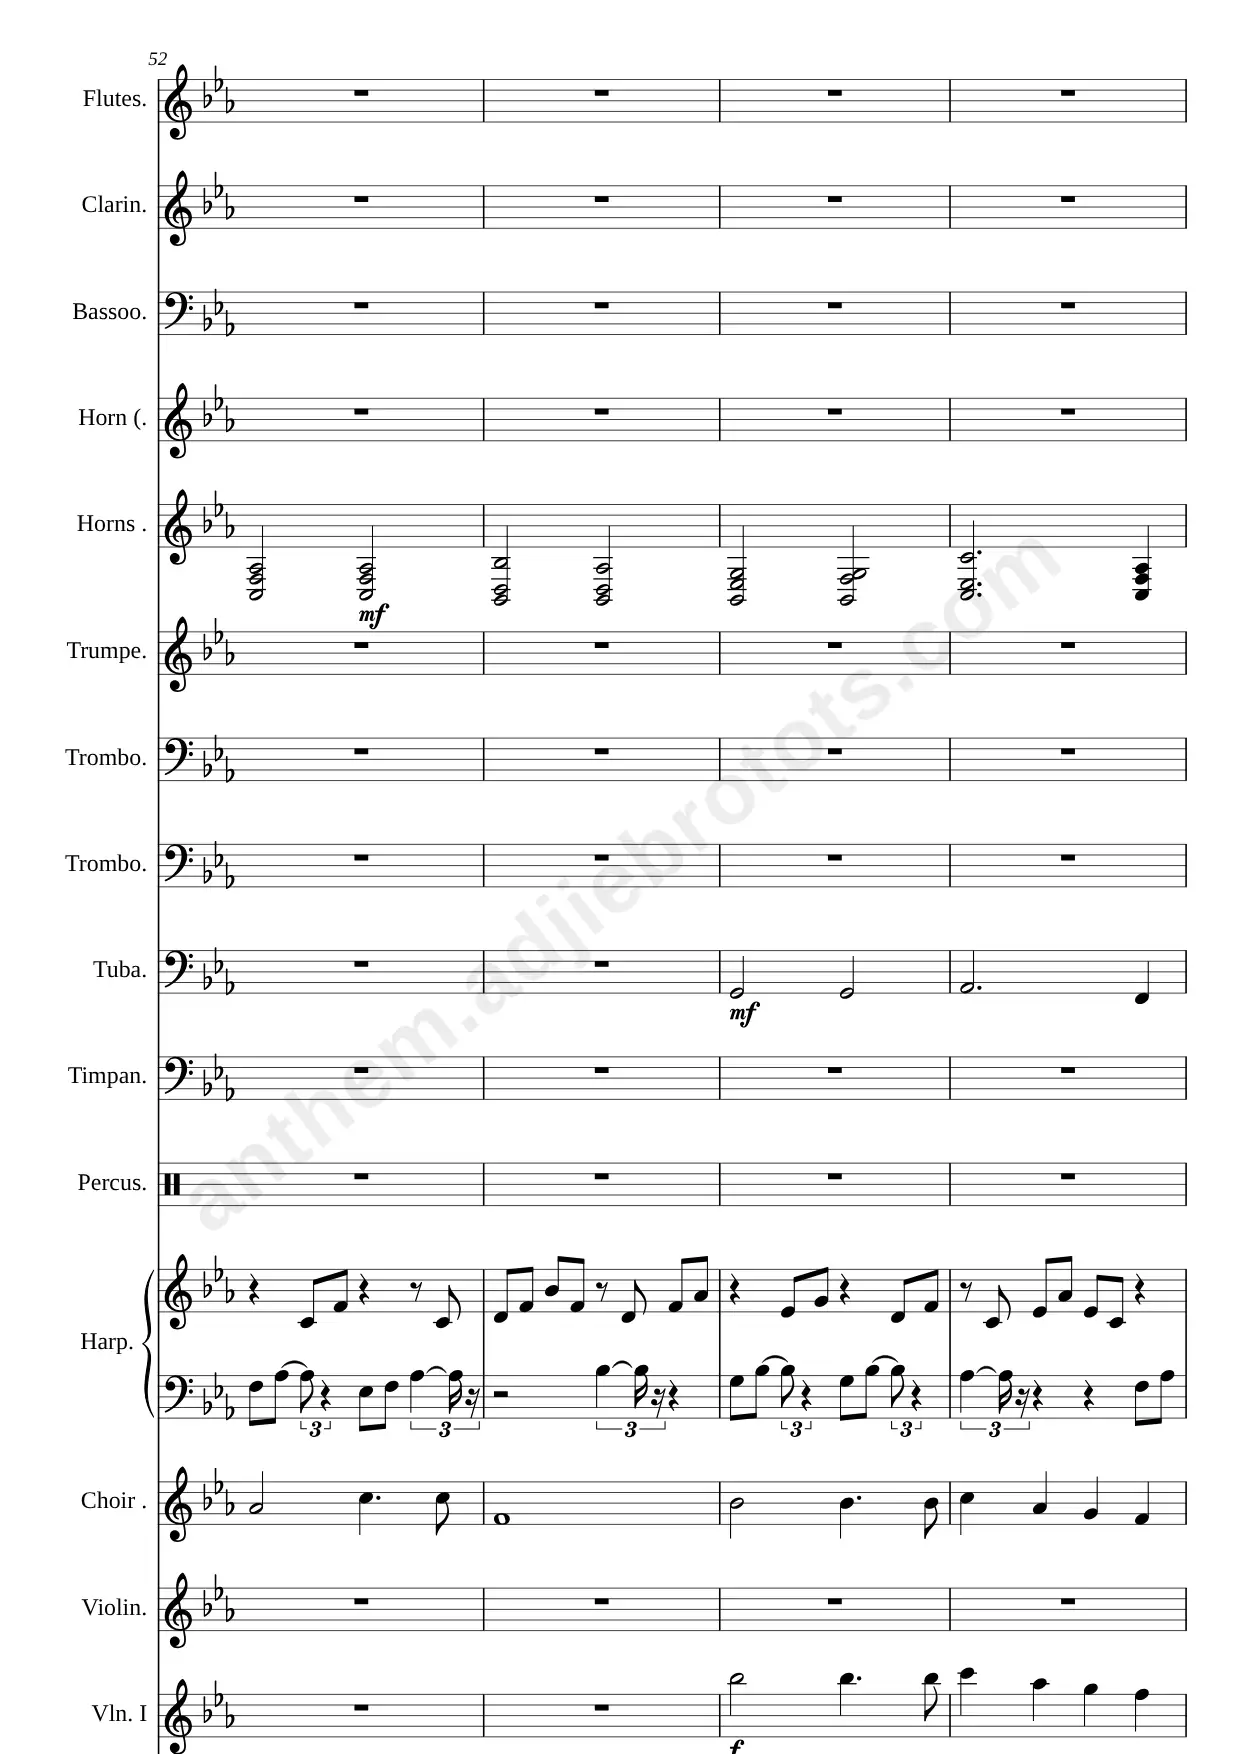 52
Flutes.
Clarin.
Bassoo.
Horn (.
Horns .
mf
Trumpe.
Trombo.
Trombo.
Tuba.
mf
Timpan.
Percus.
Harp.
3 3 3 3 3 3
Choir .
Violin.
Vln. I
f
anthem.adjiebrotots.com